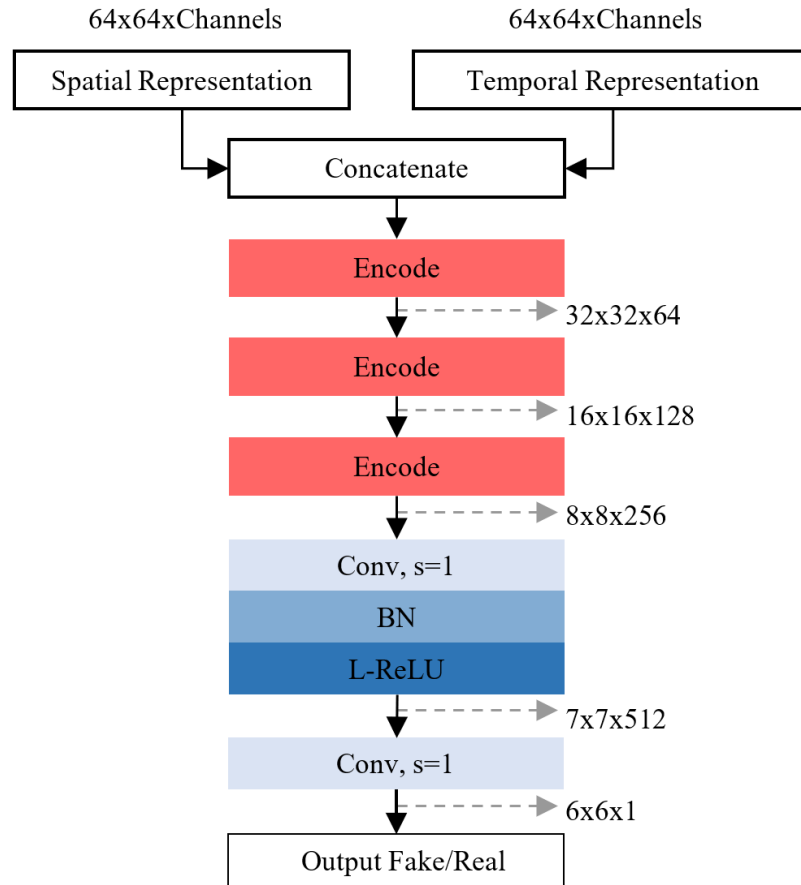 64x64xChannels
64x64xChannels
Spatial Representation
Temporal Representation
Concatenate
Encode
32x32x64
Encode
16x16x128
Encode
8x8x256
Conv, s=1
BN
L-ReLU
7x7x512
Conv, s=1
6x6x1
Output Fake/Real